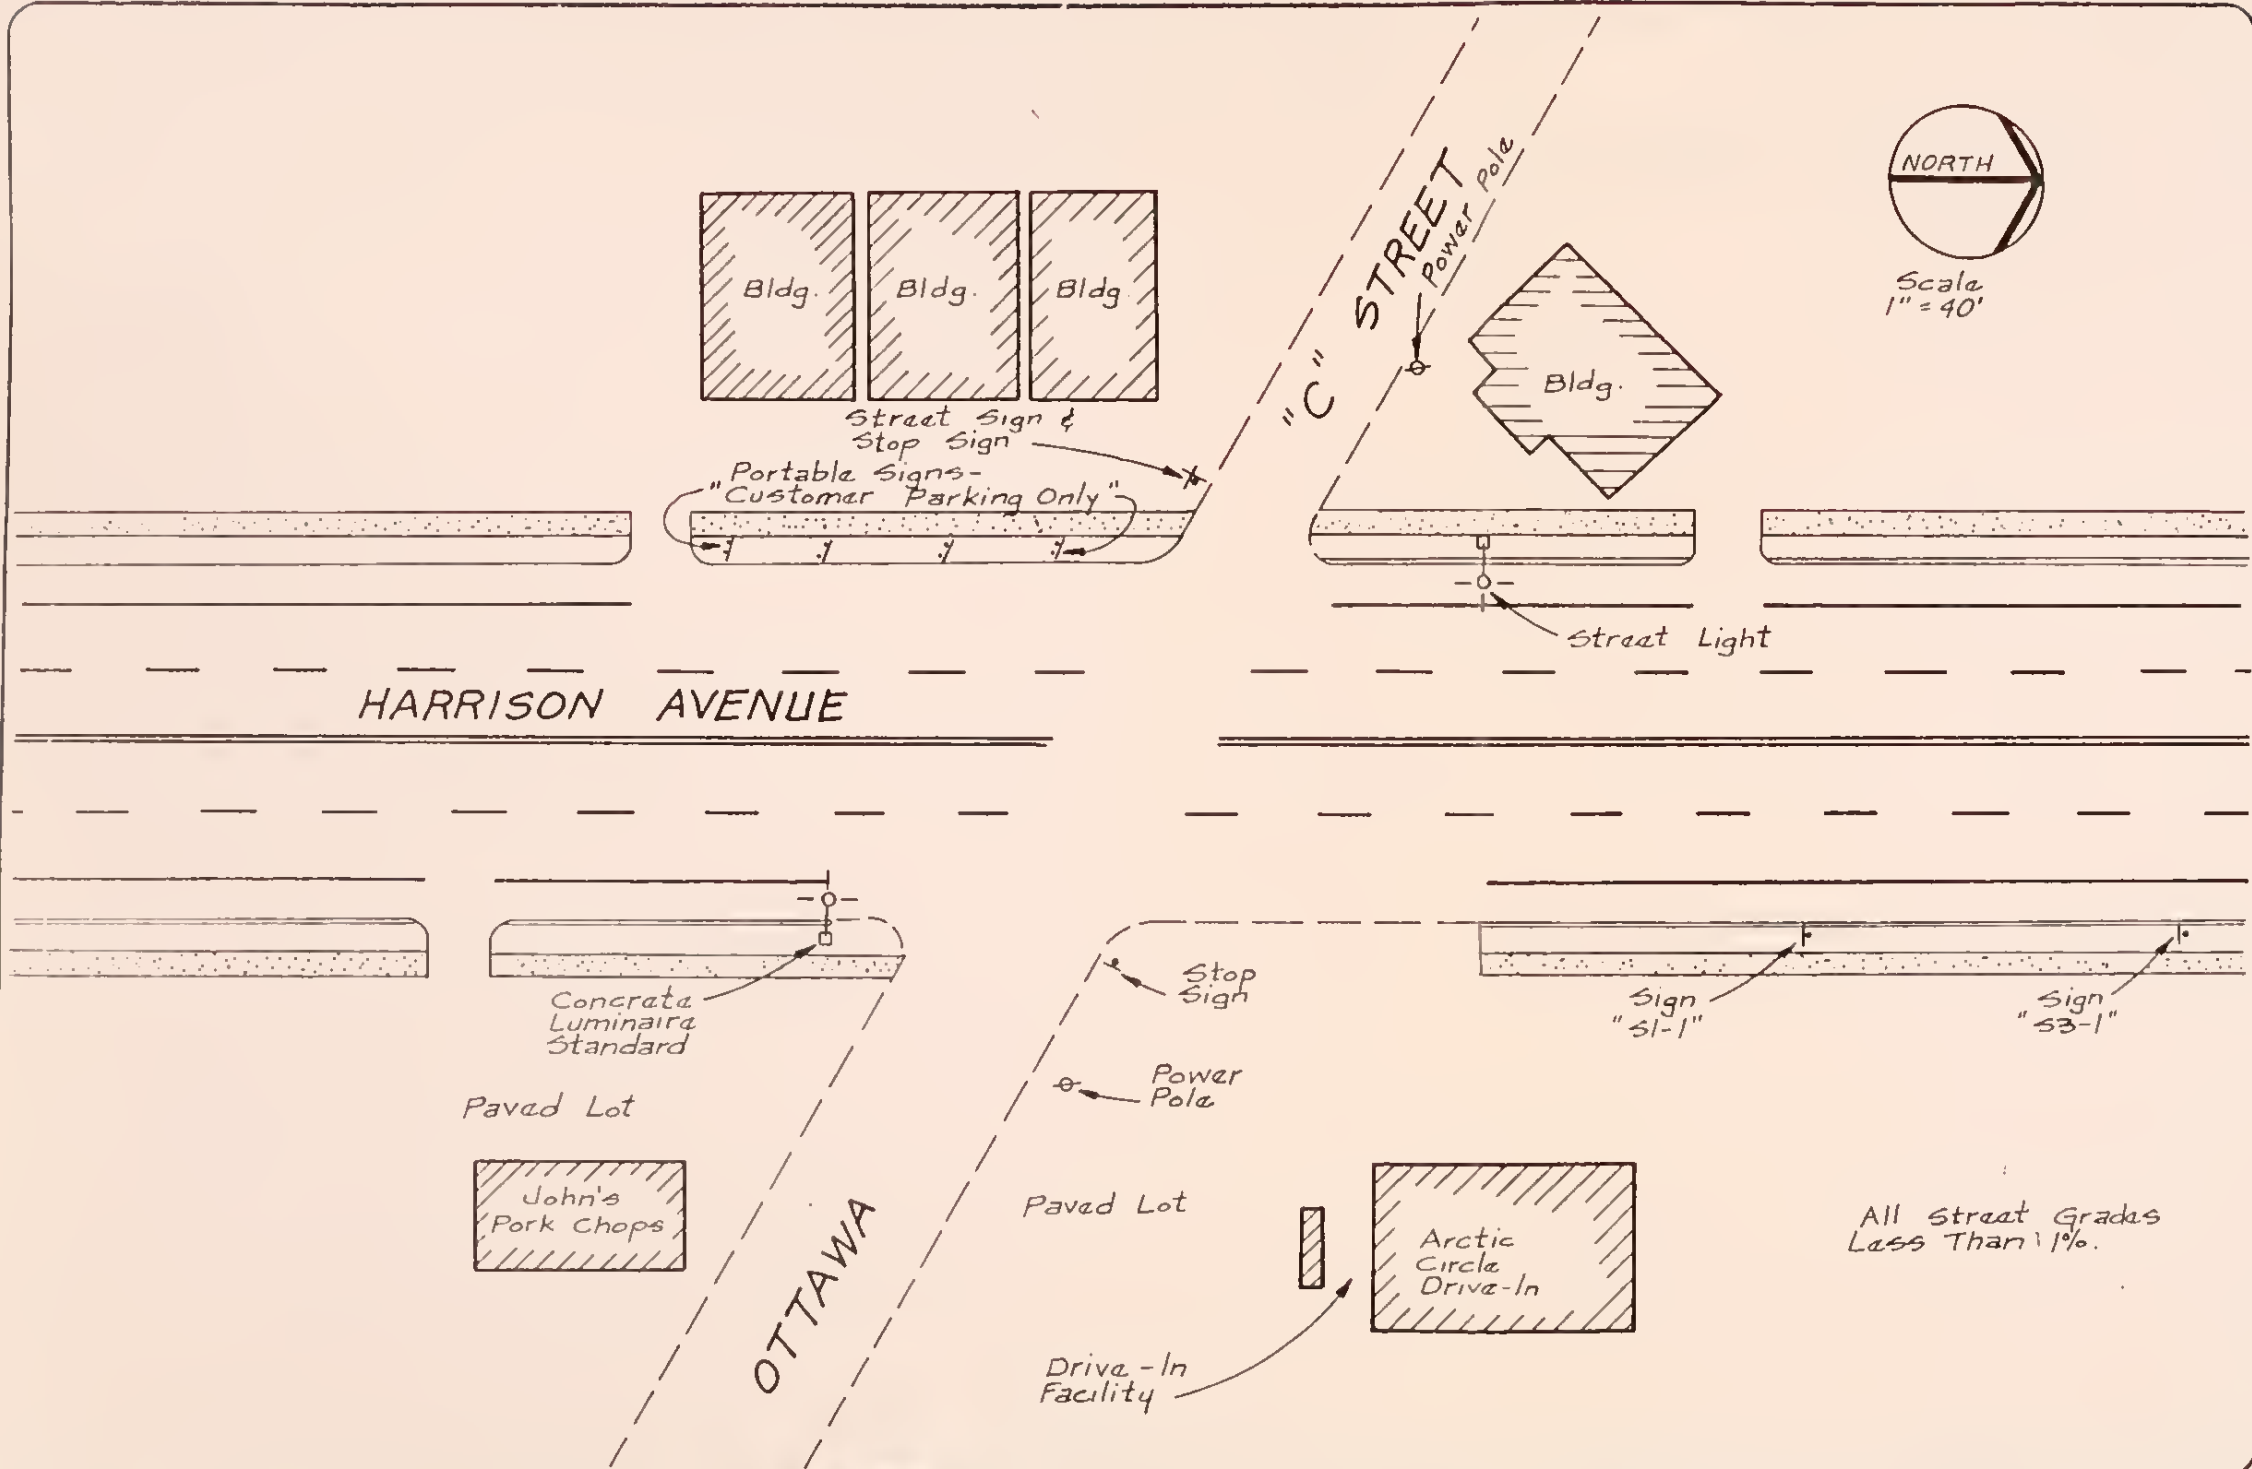 "C" STREET
Power Pole
NORTH
Scale
1" = 40'
Bldg.
Bldg.
Bldg.
Bldg.
Street Sign &
Stop Sign
Portable Signs-
"Customer Parking Only"
Street Light
HARRISON AVENUE
Concrete
Luminaire
Standard
Stop
Sign
Sign
"S1-1"
Sign
"S3-1"
Power
Pole
Paved Lot
John's
Pork Chops
OTTAWA
Paved Lot
Arctic
Circle
Drive-In
All Street Grades
Less Than 1%.
Drive-In
Facility